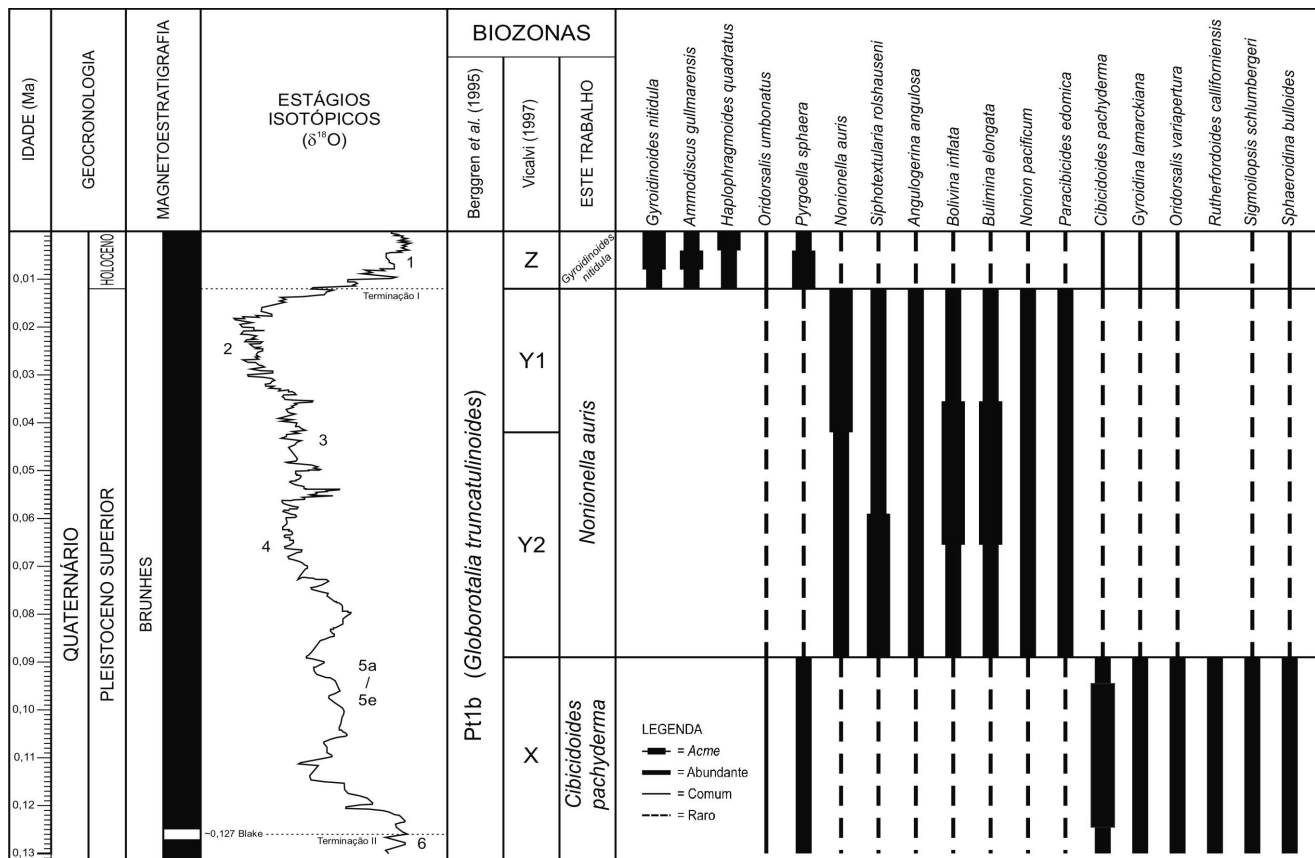 IDADE (Ma)
GEOCRONOLOGIA
MAGNETOESTRATIGRAFIA
ESTÁGIOS
ISOTÓPICOS
(δ¹⁸O)
BIOZONAS
Berggren et al. (1995)
Vicalvi (1997)
ESTE TRABALHO
Gyroidinoides nitidula
Ammodiscus gullmarensis
Haplophragmoides quadratus
Oridorsalis umbonatus
Pyrgoella sphaera
Nonionella auris
Siphotextularia rolshauseni
Angulogerina angulosa
Bolivina inflata
Bulimina elongata
Nonion pacificum
Paracibicides edomica
Cibicidoides pachyderma
Gyroidina lamarckiana
Oridorsalis variapertura
Rutherfordoides calliforniensis
Sigmoilopsis schlumbergeri
Sphaeroidina bulloides
0,01
0,02
0,03
0,04
0,05
0,06
0,07
0,08
0,09
0,10
0,11
0,12
0,13
QUATERNÁRIO
HOLOCENO
PLEISTOCENO SUPERIOR
BRUNHES
1
Terminação I
2
3
4
5a
/
5e
~0,127 Blake
Terminação II
6
Pt1b (Globorotalia truncatulinoides)
Z
Y1
Y2
X
Gyroidinoides
nitidula
Nonionella auris
Cibicidoides
pachyderma
LEGENDA
= Acme
= Abundante
= Comum
= Raro